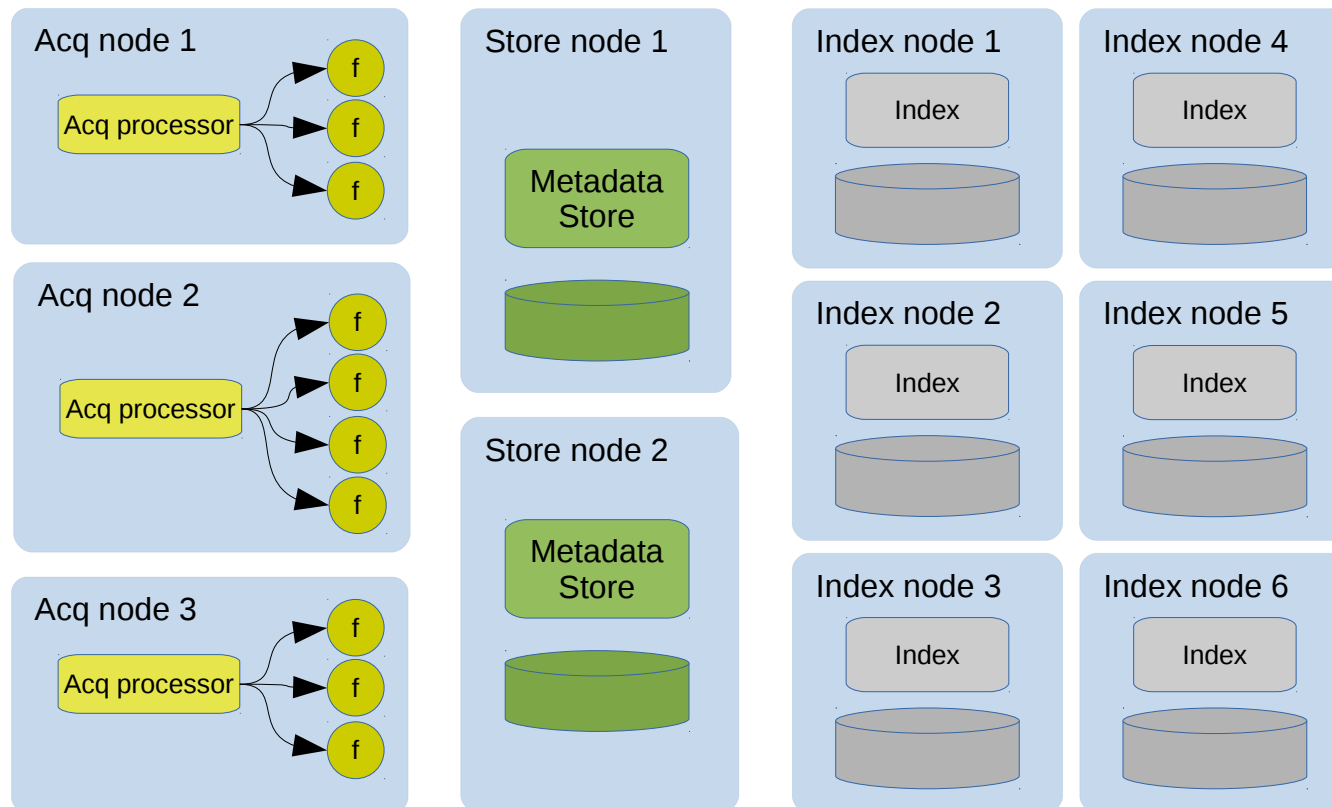 Acq node 1
Acq processor
f
f
f
Acq node 2
Acq processor
f
f
f
f
Acq node 3
Acq processor
f
f
f
Store node 1
Metadata
Store
Store node 2
Metadata
Store
Index node 1
Index
Index node 2
Index
Index node 3
Index
Index node 4
Index
Index node 5
Index
Index node 6
Index